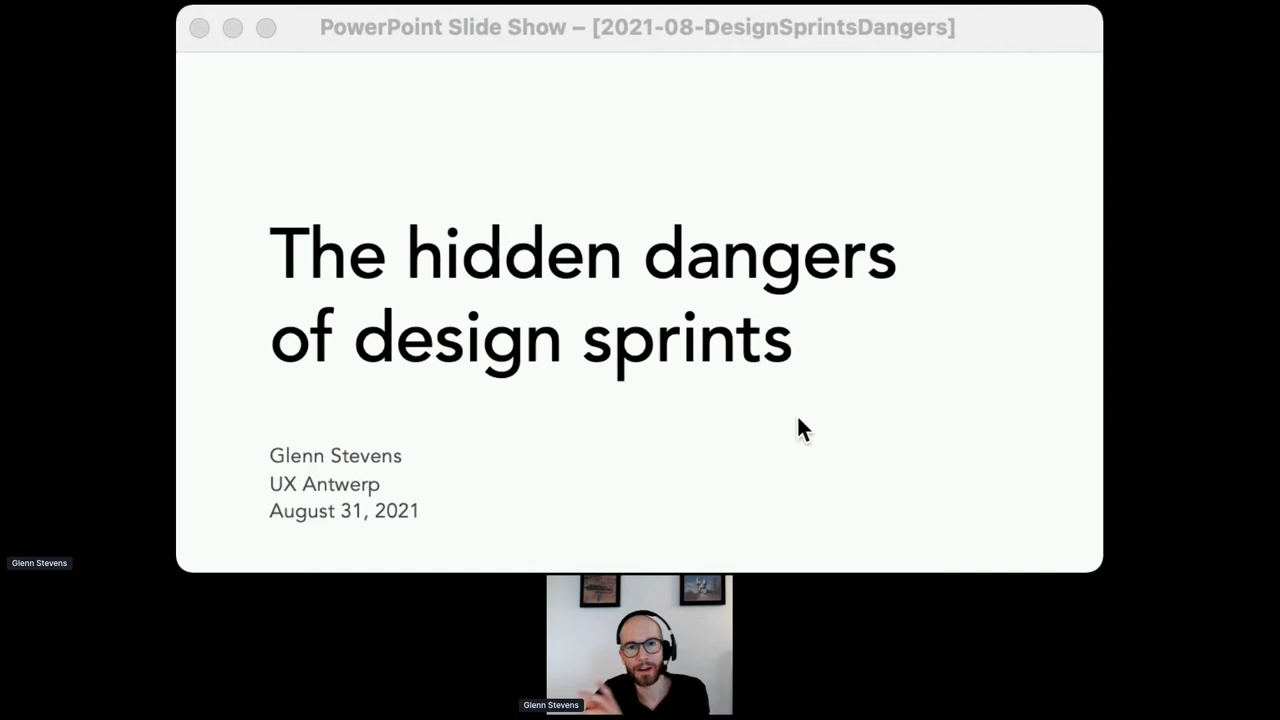 PowerPoint Slide Show – [2021-08-DesignSprintsDangers]
The hidden dangers
of design sprints
Glenn Stevens
UX Antwerp
August 31, 2021
Glenn Stevens
Glenn Stevens